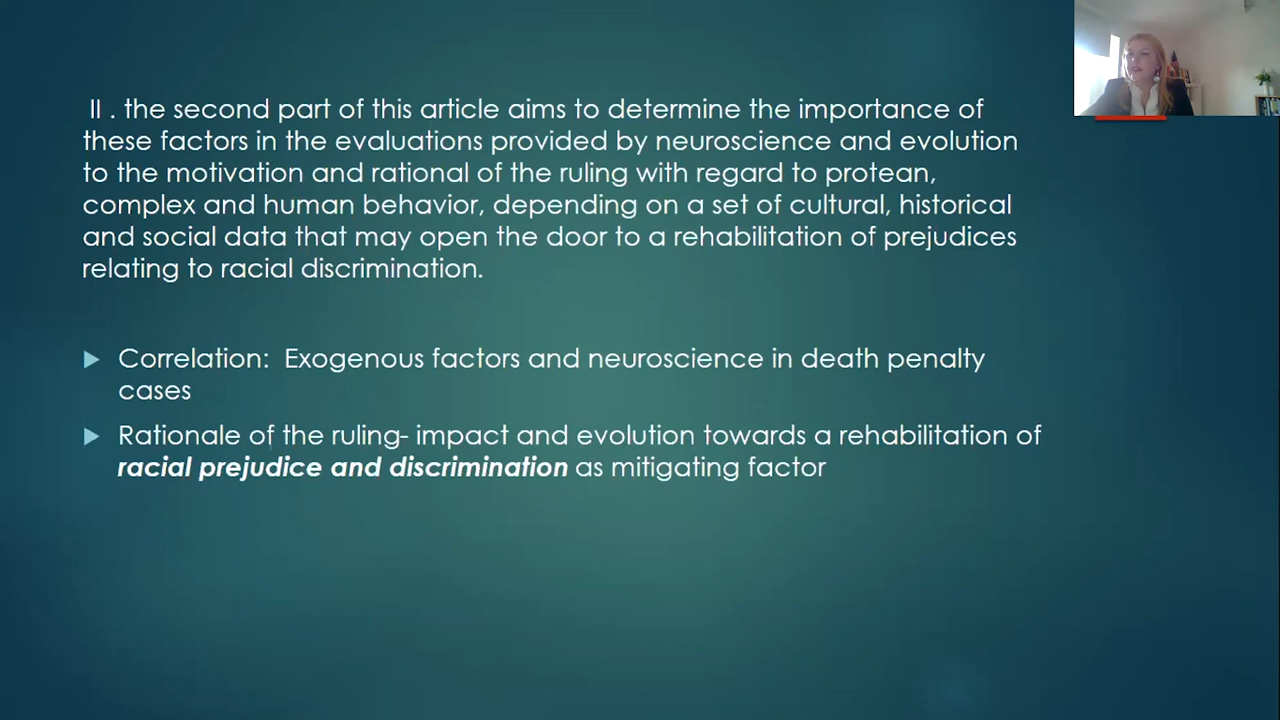 II . the second part of this article aims to determine the importance of
these factors in the evaluations provided by neuroscience and evolution
to the motivation and rational of the ruling with regard to protean,
complex and human behavior, depending on a set of cultural, historical
and social data that may open the door to a rehabilitation of prejudices
relating to racial discrimination.
Correlation: Exogenous factors and neuroscience in death penalty
cases
Rationale of the ruling- impact and evolution towards a rehabilitation of
racial prejudice and discrimination as mitigating factor